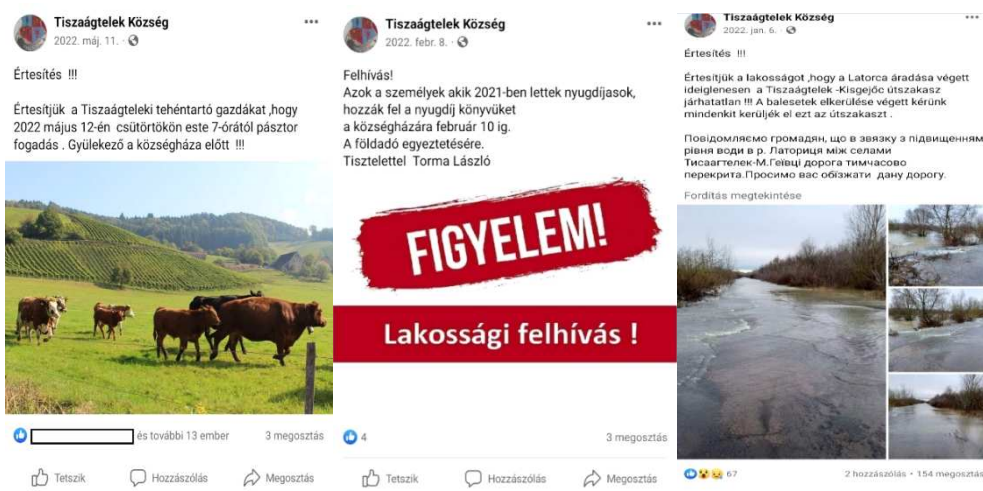 Tiszaágtelek Község
2022. máj. 11. ·
Értesítés !!!
Értesítjük a Tiszaágteleki tehéntartó gazdákat ,hogy
2022 május 12-én csütörtökön este 7-órától pásztor
fogadás . Gyülekező a községháza előtt !!!
és további 13 ember
3 megosztás
Tetszik
Hozzászólás
Megosztás
Tiszaágtelek Község
2022. febr. 8. ·
Felhívás!
Azok a személyek akik 2021-ben lettek nyugdíjasok,
hozzák fel a nyugdíj könyvüket
a községházára február 10 ig.
A földadó egyeztetésére.
Tisztelettel Torma László
FIGYELEM!
Lakossági felhívás !
4
3 megosztás
Tetszik
Hozzászólás
Megosztás
Tiszaágtelek Község
2022. jan. 6. ·
Értesítés !!!
Értesítjük a lakosságot ,hogy a Latorca áradása végett
ideiglenesen a Tiszaágtelek -Kisgejőc útszakasz
járhatatlan !!! A balesetek elkerülése végett kérünk
mindenkit kerüljék el ezt az útszakaszt .
Повідомляємо громадян, що в звязку з підвищенням
рівня води в р. Латориця між селами
Тисаагтелек-М.Геївці дорога тимчасово
перекрита.Просимо вас обїзжати дану дорогу.
Fordítás megtekintése
67
2 hozzászólás • 154 megosztás